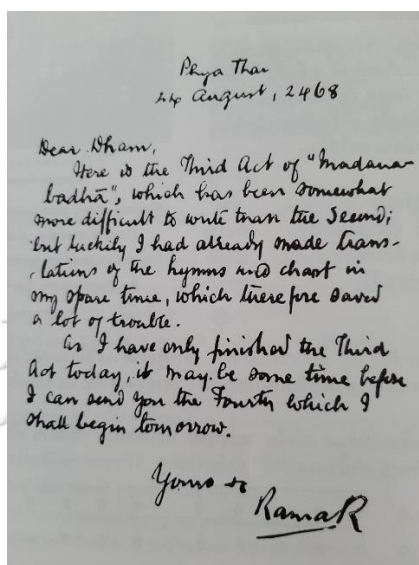 Phya Thai
24 August, 2468
Dear Dham,
Here is the Third Act of "Madana-
badhā", which has been somewhat
more difficult to write than the Second;
but luckily I had already made trans-
-lations of the hymns and chant in
my spare time, which therefore saved
a lot of trouble.
As I have only finished the Third
Act today, it may be some time before
I can send you the Fourth which I
shall begin tomorrow.
Yours
Rama R